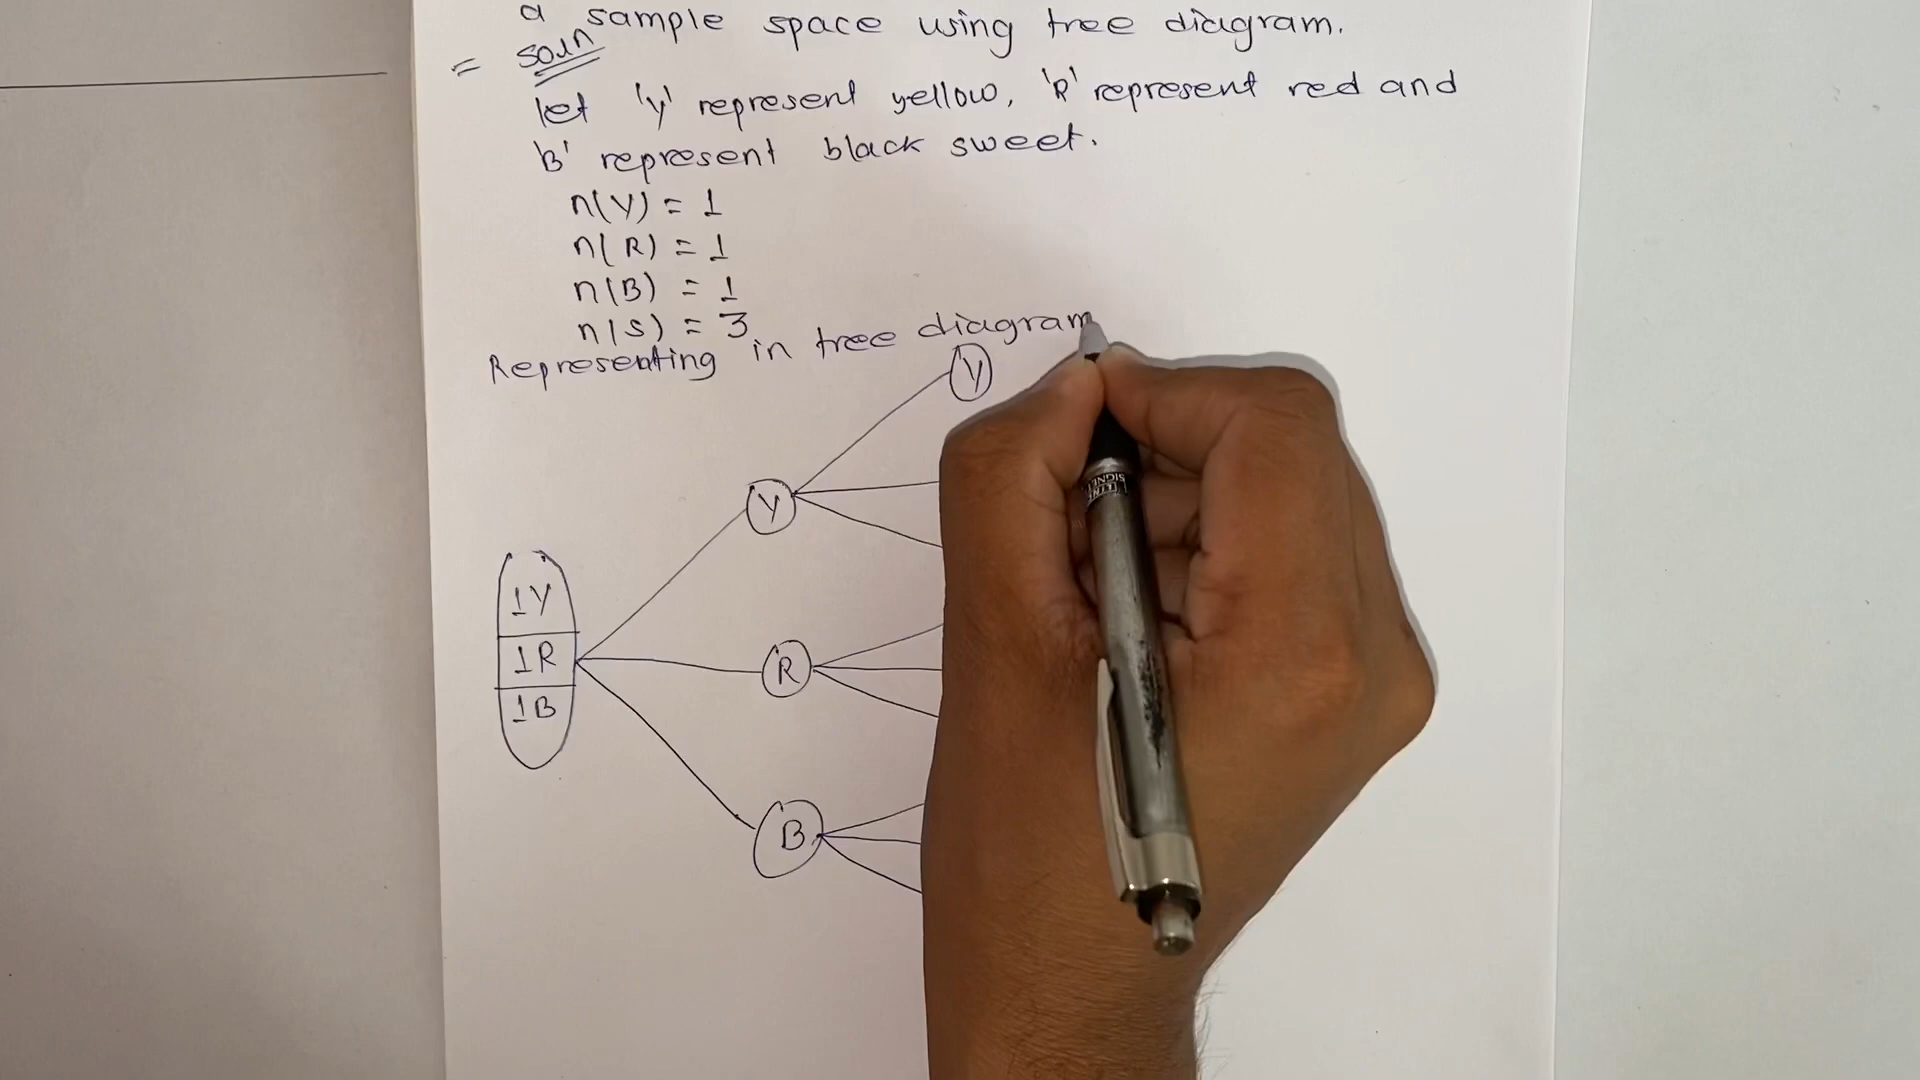 a sample space using tree diagram.
= soln
let 'Y' represent yellow, 'R' represent red and
'B' represent black sweet.
n(Y) = 1
n(R) = 1
n(B) = 1
n(S) = 3
Representing in tree diagram
Y
Y
1Y
1R
R
1B
B